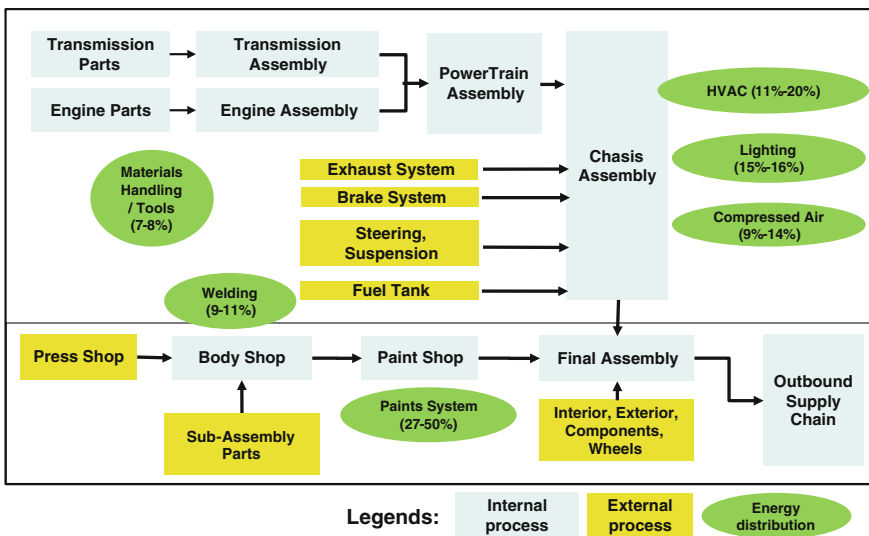 Transmission
Parts
Transmission
Assembly
PowerTrain
Assembly
Engine Parts
Engine Assembly
Chasis
Assembly
HVAC (11%-20%)
Lighting
(15%-16%)
Compressed Air
(9%-14%)
Materials
Handling
/ Tools
(7-8%)
Exhaust System
Brake System
Steering,
Suspension
Fuel Tank
Welding
(9-11%)
Press Shop
Body Shop
Paint Shop
Final Assembly
Outbound
Supply
Chain
Sub-Assembly
Parts
Paints System
(27-50%)
Interior, Exterior,
Components,
Wheels
Legends:
Internal
process
External
process
Energy
distribution